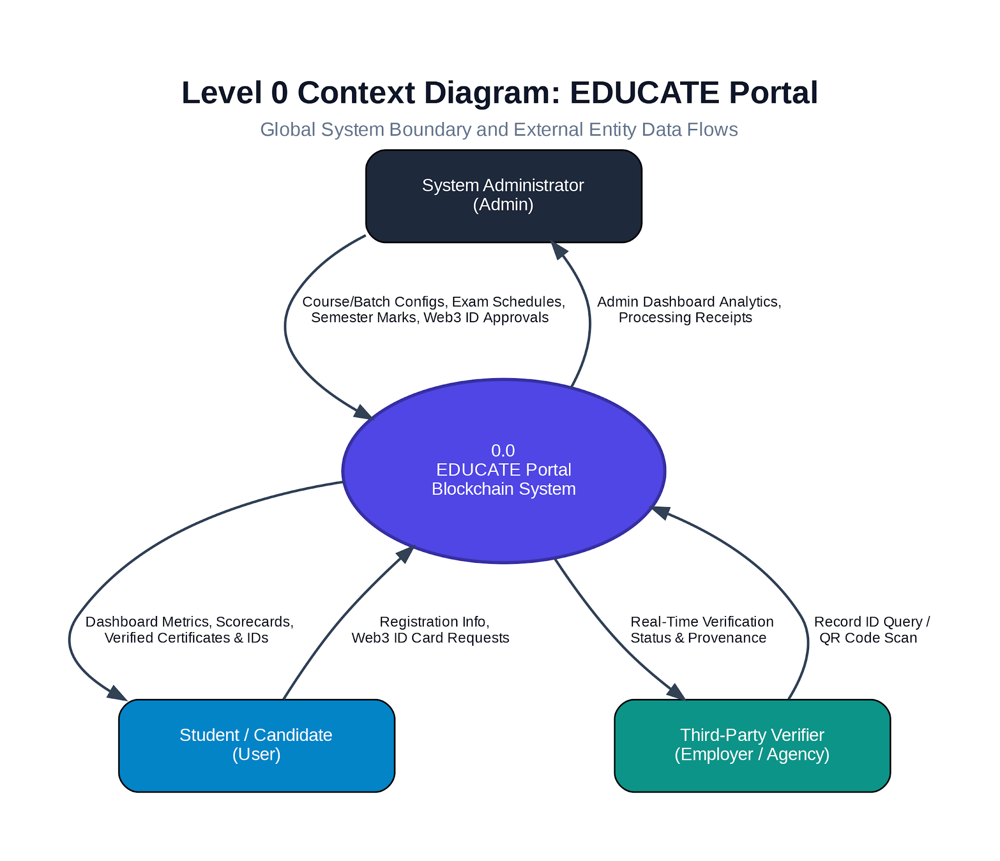 Level 0 Context Diagram: EDUCATE Portal
Global System Boundary and External Entity Data Flows
System Administrator
(Admin)
Course/Batch Configs, Exam Schedules,
Semester Marks, Web3 ID Approvals
Admin Dashboard Analytics,
Processing Receipts
0.0
EDUCATE Portal
Blockchain System
Dashboard Metrics, Scorecards,
Verified Certificates & IDs
Registration Info,
Web3 ID Card Requests
Real-Time Verification
Status & Provenance
Record ID Query /
QR Code Scan
Student / Candidate
(User)
Third-Party Verifier
(Employer / Agency)